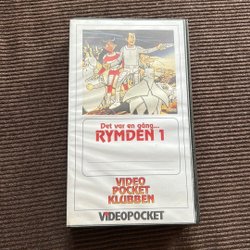 Det var en gång...
RYMDEN 1
VIDEO
POCKET
KLUBBEN
VIDEOPOCKET